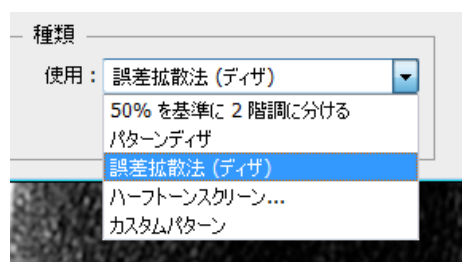 種類
使用： 誤差拡散法 (ディザ)
50% を基準に 2 階調に分ける
パターンディザ
誤差拡散法 (ディザ)
ハーフトーンスクリーン...
カスタムパターン